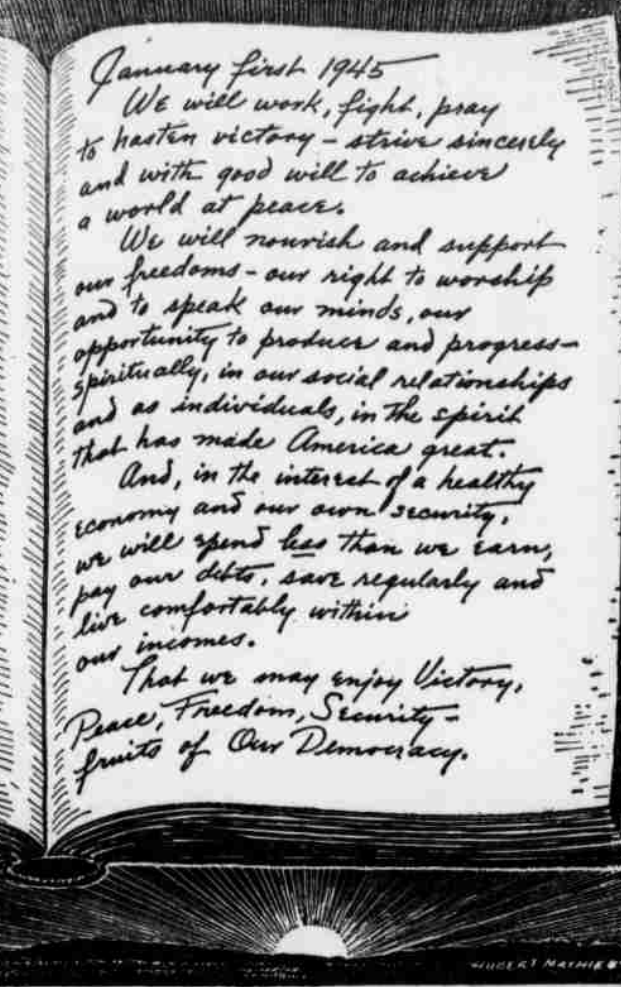 January first 1945
We will work, fight, pray
to hasten victory - strive sincerely
and with good will to achieve
a world at peace.
We will nourish and support
our freedoms - our right to worship
and to speak our minds, our
opportunity to produce and progress-
spiritually, in our social relationships
and as individuals, in the spirit
that has made America great.
And, in the interest of a healthy
economy and our own security,
we will spend less than we earn,
pay our debts, save regularly and
live comfortably within
our incomes.
That we may enjoy Victory,
Peace, Freedom, Security -
fruits of Our Democracy.
HUBERT MATHIEU